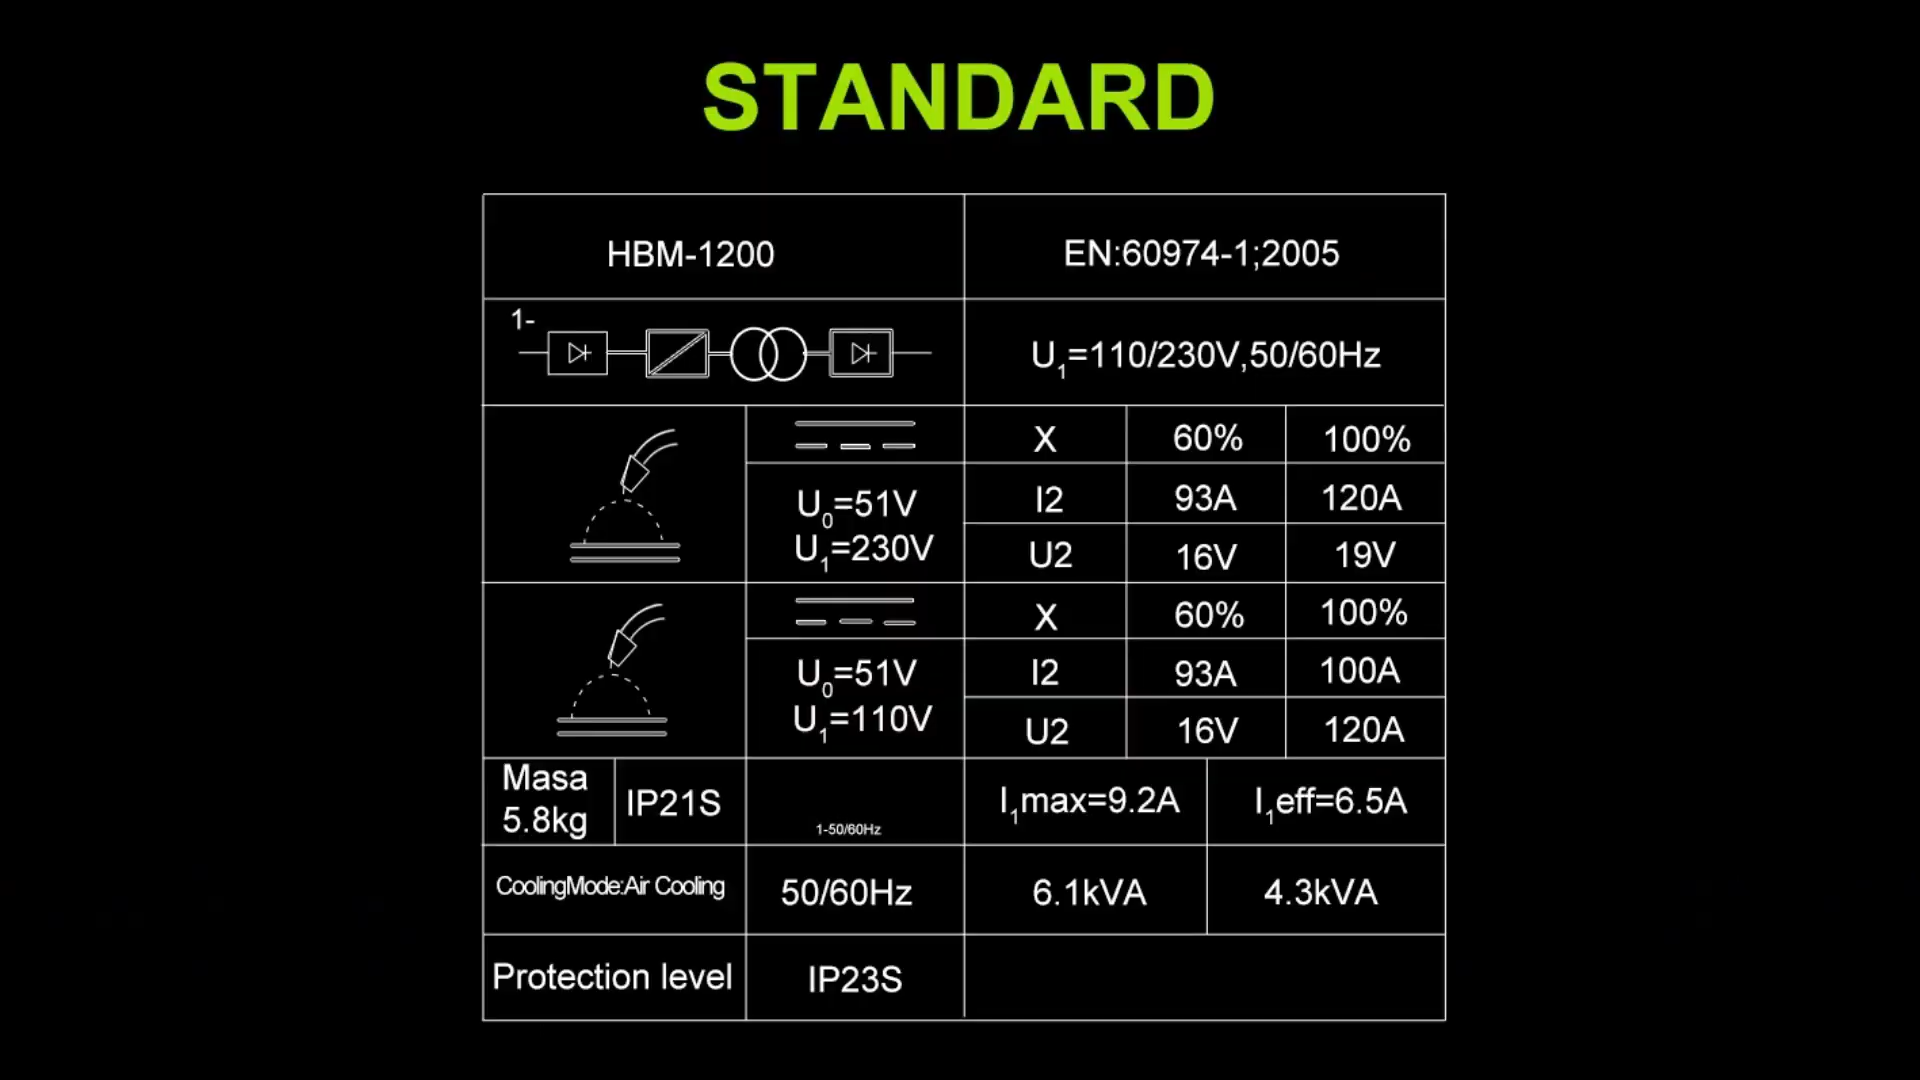 STANDARD
HBM-1200
EN:60974-1;2005
1-
U1=110/230V,50/60Hz
X 60% 100%
U0=51V
U1=230V
I2 93A 120A
U2 16V 19V
X 60% 100%
U0=51V
U1=110V
I2 93A 100A
U2 16V 120A
Masa
5.8kg
IP21S
1-50/60Hz
I1max=9.2A
I1eff=6.5A
CoolingMode:Air Cooling
50/60Hz
6.1kVA
4.3kVA
Protection level
IP23S